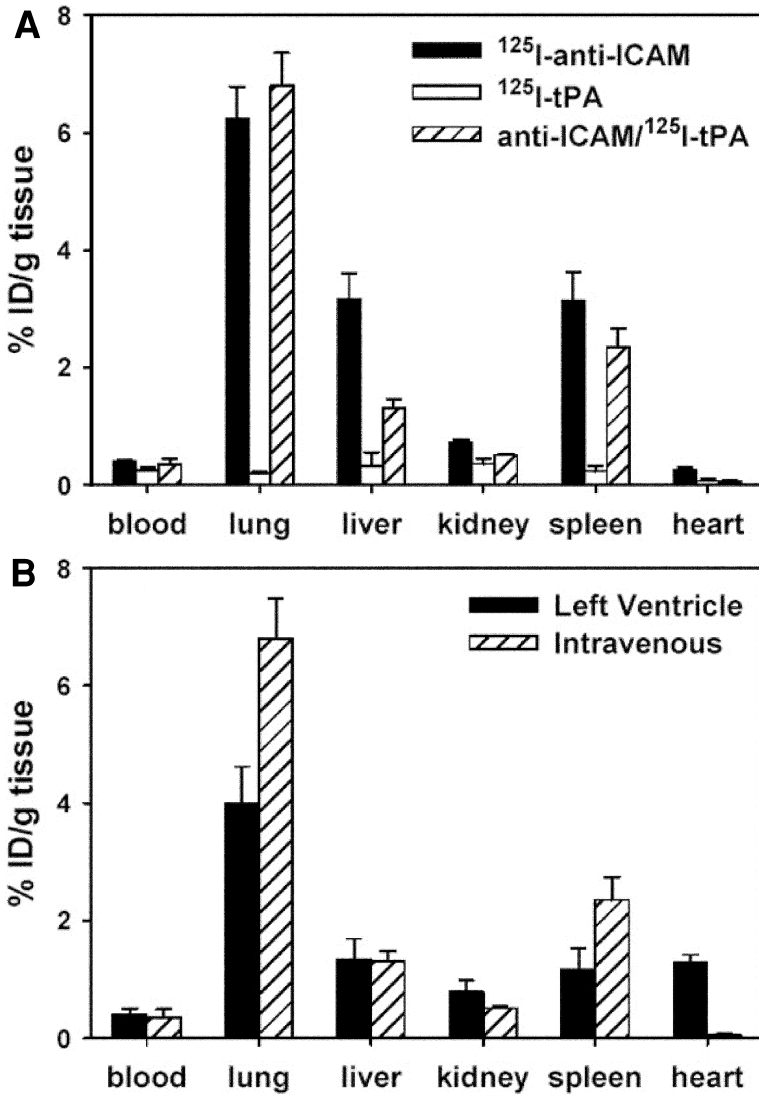 A
8
6
4
2
0
% ID/g tissue
¹²⁵I-anti-ICAM
¹²⁵I-tPA
anti-ICAM/¹²⁵I-tPA
blood lung liver kidney spleen heart
B
8
6
4
2
0
% ID/g tissue
Left Ventricle
Intravenous
blood lung liver kidney spleen heart